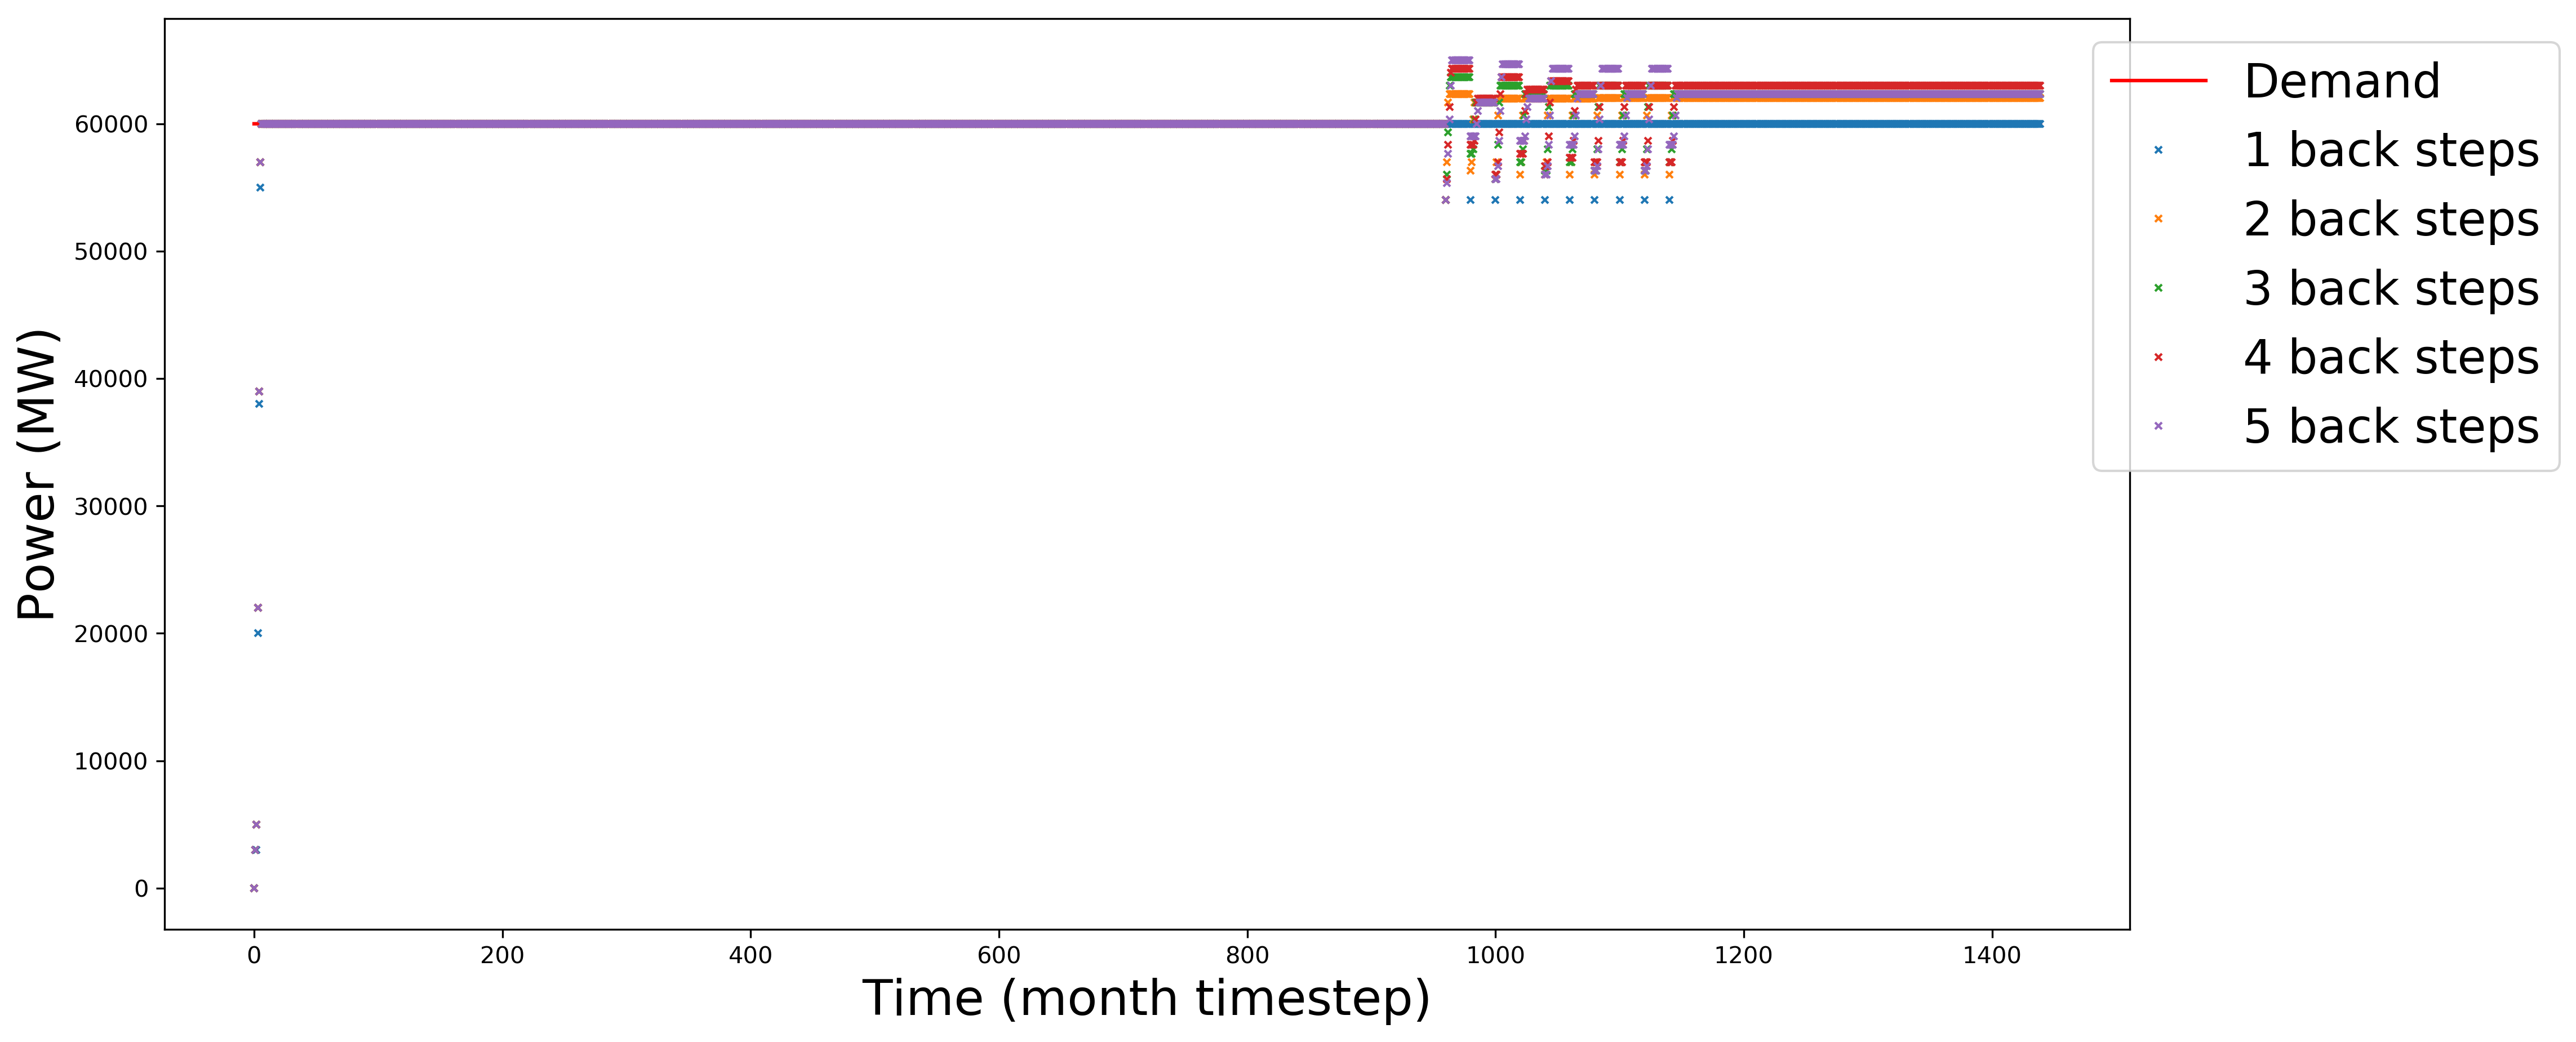 60000
50000
40000
30000
20000
10000
0
Power (MW)
0 200 400 600 800 1000 1200 1400
Time (month timestep)
Demand
1 back steps
2 back steps
3 back steps
4 back steps
5 back steps